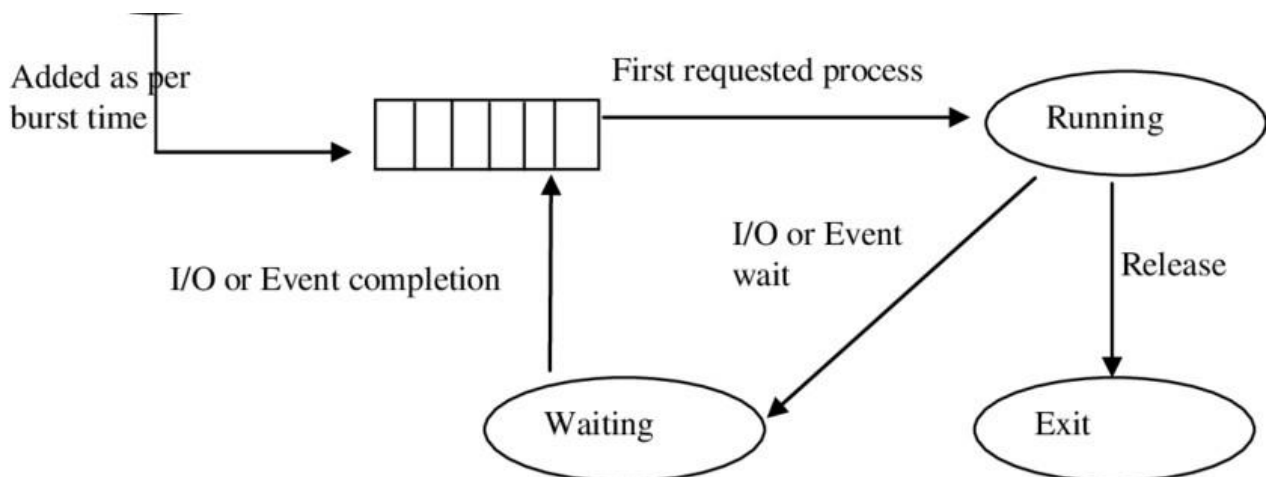 Added as per
burst time
First requested process
Running
I/O or Event completion
I/O or Event
wait
Release
Waiting
Exit